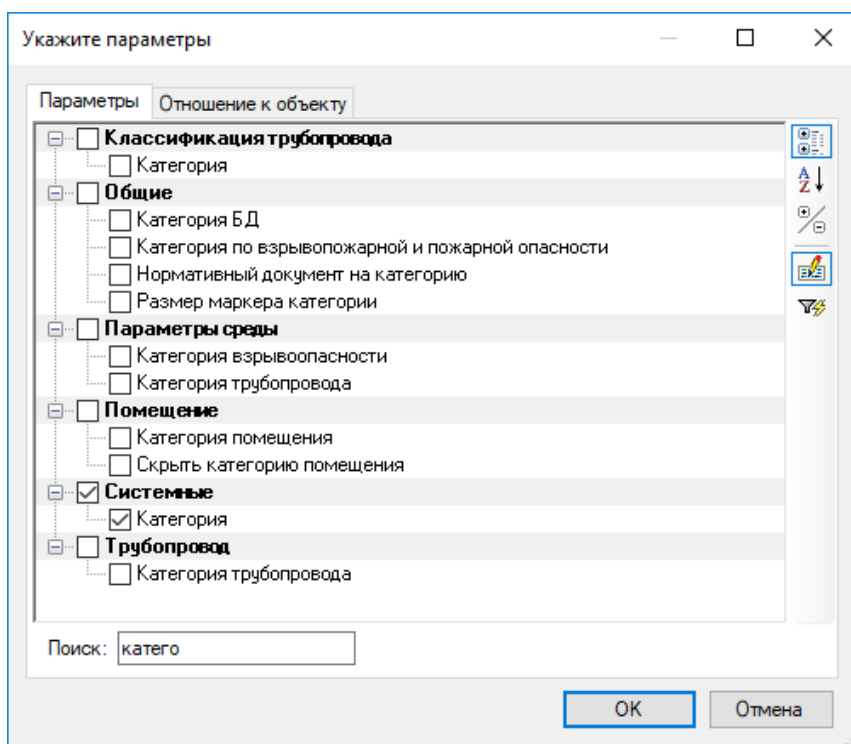 Укажите параметры
Параметры Отношение к объекту
Классификация трубопровода
Категория
Общие
Категория БД
Категория по взрывопожарной и пожарной опасности
Нормативный документ на категорию
Размер маркера категории
Параметры среды
Категория взрывоопасности
Категория трубопровода
Помещение
Категория помещения
Скрыть категорию помещения
Системные
Категория
Трубопровод
Категория трубопровода
Поиск: катего
OK Отмена